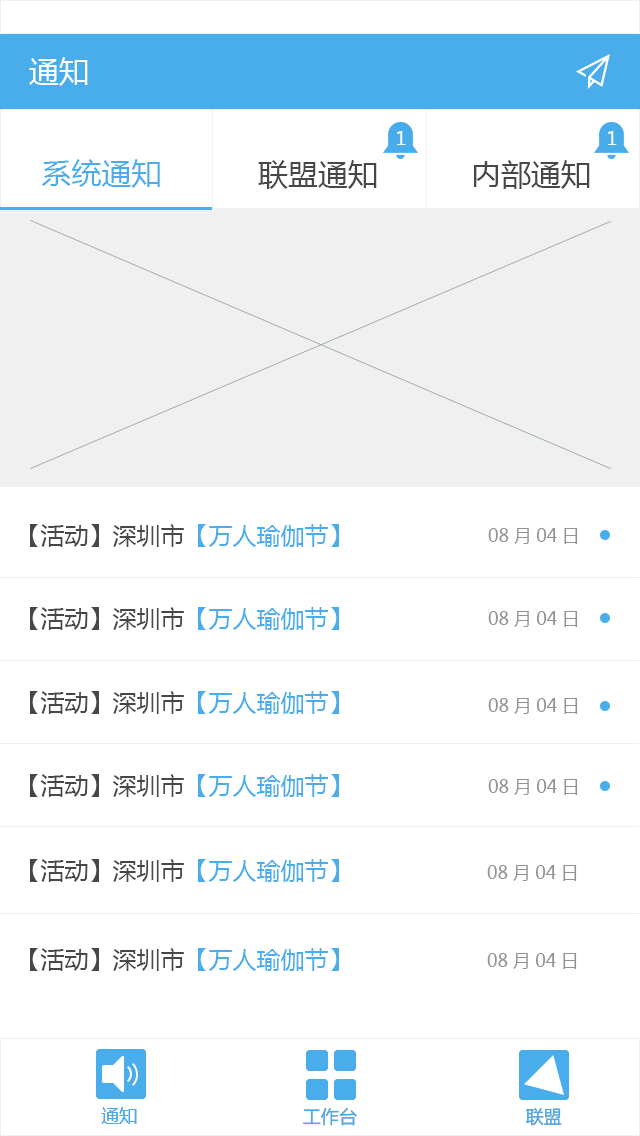 通知
系统通知
联盟通知 1
内部通知 1
【活动】深圳市【万人瑜伽节】 08 月 04 日
【活动】深圳市【万人瑜伽节】 08 月 04 日
【活动】深圳市【万人瑜伽节】 08 月 04 日
【活动】深圳市【万人瑜伽节】 08 月 04 日
【活动】深圳市【万人瑜伽节】 08 月 04 日
【活动】深圳市【万人瑜伽节】 08 月 04 日
通知
工作台
联盟